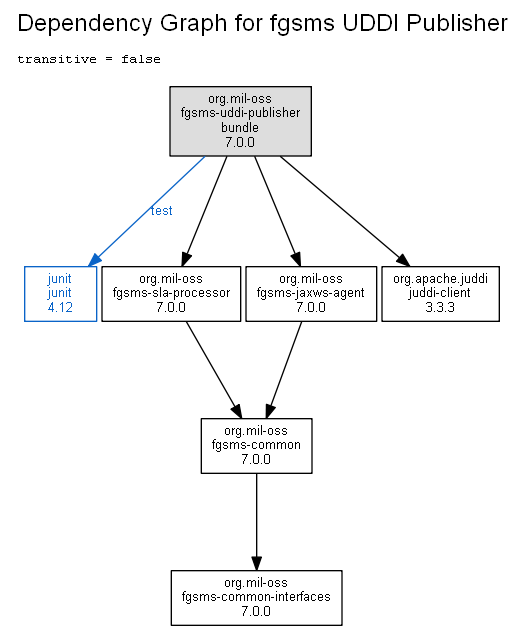 Dependency Graph for fgsms UDDI Publisher
transitive = false
org.mil-oss
fgsms-uddi-publisher
bundle
7.0.0
test
junit
junit
4.12
org.mil-oss
fgsms-sla-processor
7.0.0
org.mil-oss
fgsms-jaxws-agent
7.0.0
org.apache.juddi
juddi-client
3.3.3
org.mil-oss
fgsms-common
7.0.0
org.mil-oss
fgsms-common-interfaces
7.0.0